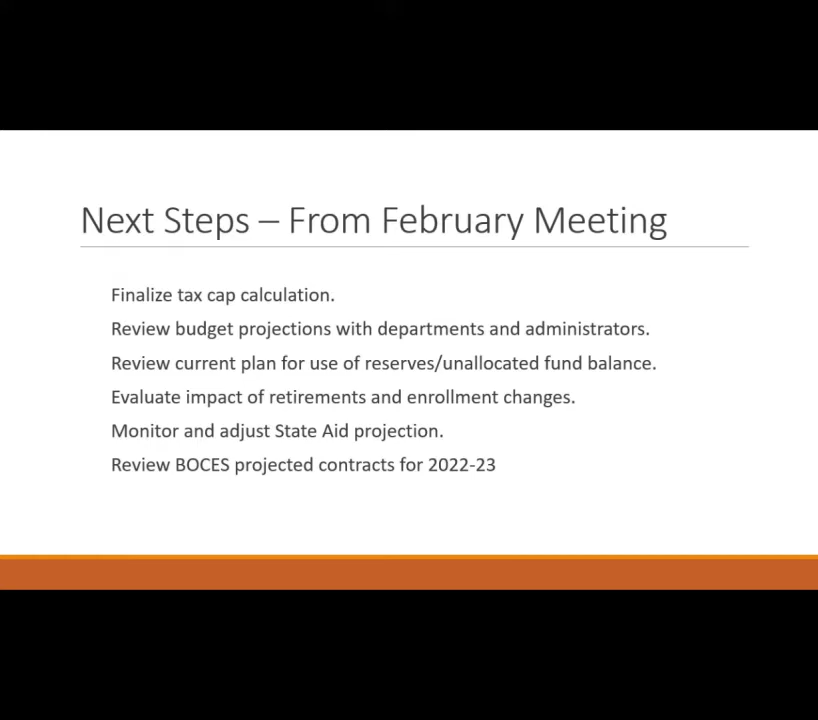 Next Steps – From February Meeting
Finalize tax cap calculation.
Review budget projections with departments and administrators.
Review current plan for use of reserves/unallocated fund balance.
Evaluate impact of retirements and enrollment changes.
Monitor and adjust State Aid projection.
Review BOCES projected contracts for 2022-23